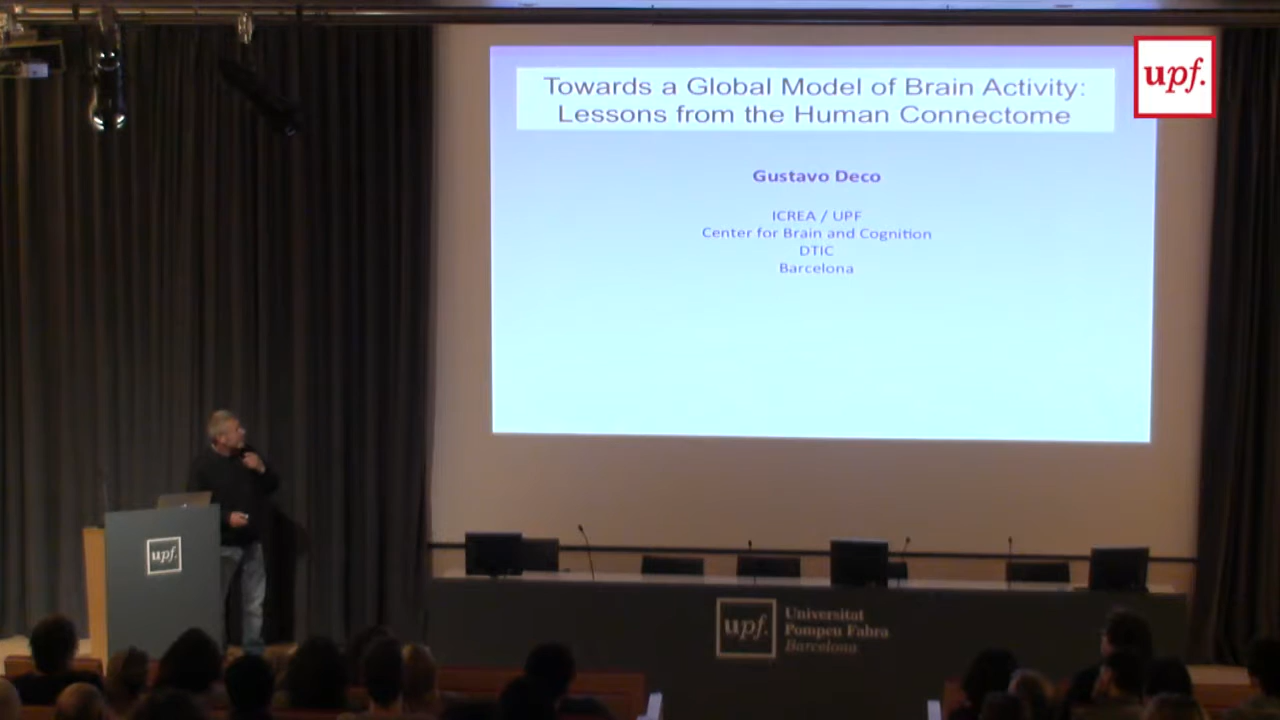 Towards a Global Model of Brain Activity:
Lessons from the Human Connectome
upf.
Gustavo Deco
ICREA / UPF
Center for Brain and Cognition
DTIC
Barcelona
upf.
upf.
Universitat
Pompeu Fabra
Barcelona